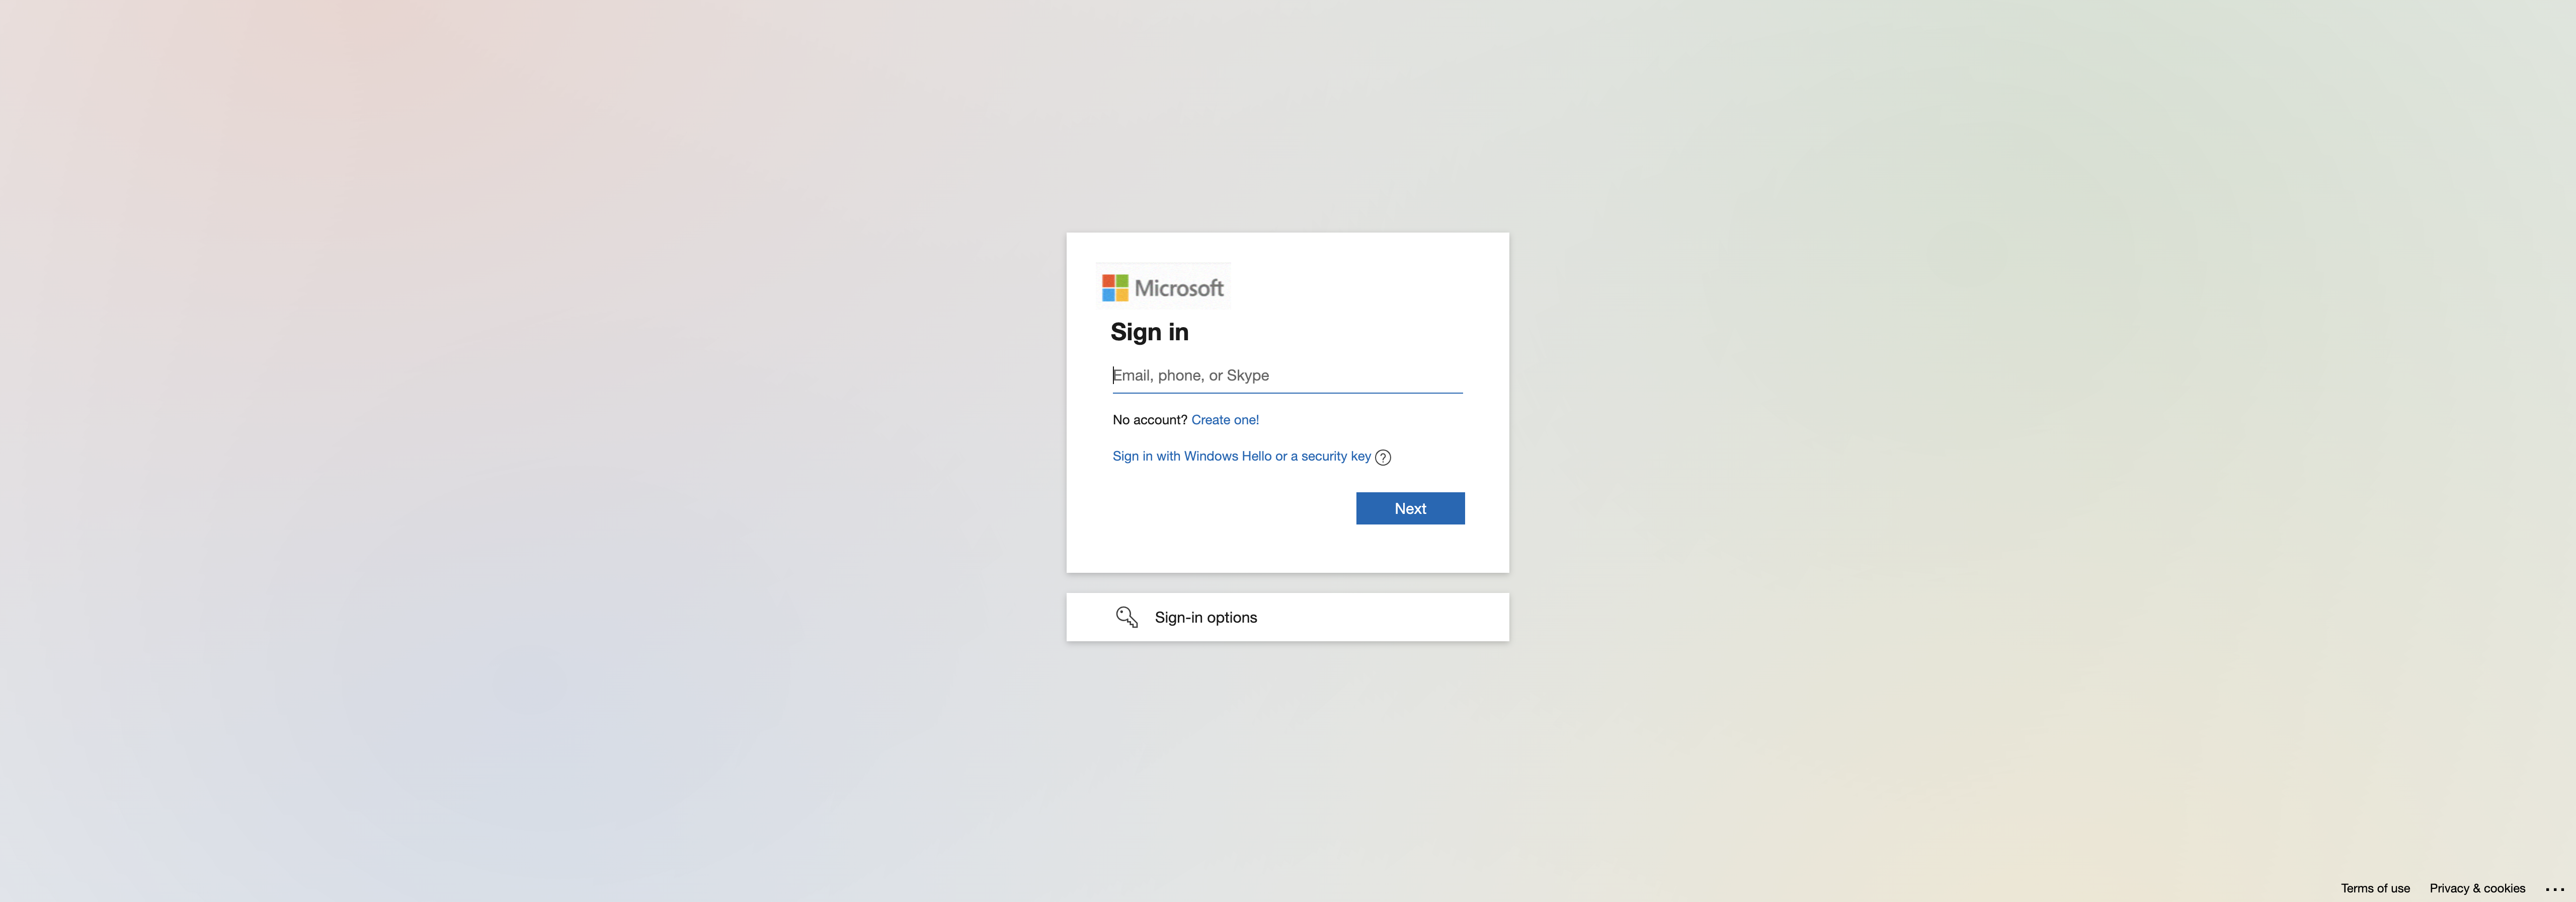 Microsoft
Sign in
Email, phone, or Skype
No account? Create one!
Sign in with Windows Hello or a security key ?
Next
Sign-in options
Terms of use Privacy & cookies ...